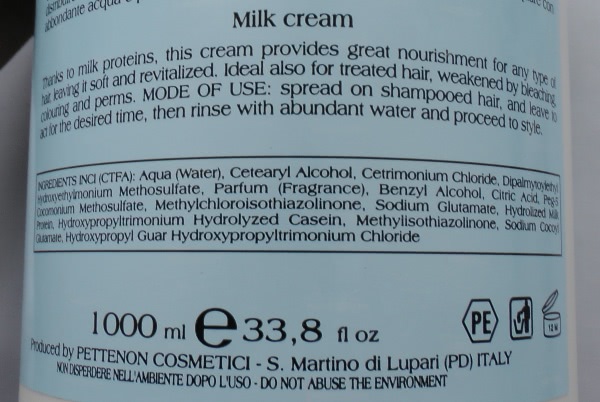 abbondante acqua
Milk cream
Thanks to milk proteins, this cream provides great nourishment for any type of
hair, leaving it soft and revitalized. Ideal also for treated hair, weakened by bleaching,
colouring and perms. MODE OF USE: spread on shampooed hair, and leave to
act for the desired time, then rinse with abundant water and proceed to style.
INGREDIENTS INCI (CTFA): Aqua (Water), Cetearyl Alcohol, Cetrimonium Chloride, Dipalmytoylethyl
Hydroxyethylmonium Methosulfate, Parfum (Fragrance), Benzyl Alcohol, Citric Acid, Peg-5
Cocomonium Methosulfate, Methylchloroisothiazolinone, Sodium Glutamate, Hydrolized Milk
Protein, Hydroxypropyltrimonium Hydrolyzed Casein, Methylisothiazolinone, Sodium Cocoyl
Glutamate, Hydroxypropyl Guar Hydroxypropyltrimonium Chloride
1000 ml e 33,8 fl oz
PE
12 M
Produced by PETTENON COSMETICI - S. Martino di Lupari (PD) ITALY
NON DISPERDERE NELL'AMBIENTE DOPO L'USO - DO NOT ABUSE THE ENVIRONMENT